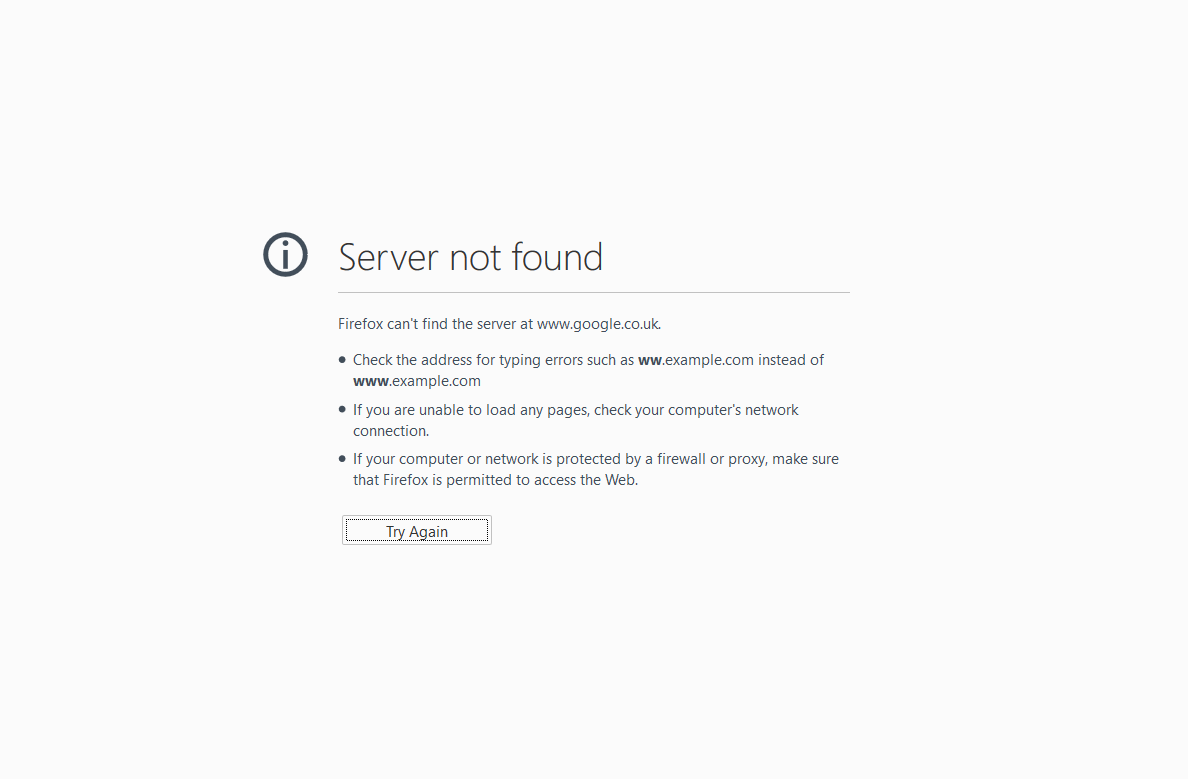 Server not found
Firefox can't find the server at www.google.co.uk.
Check the address for typing errors such as ww.example.com instead of
www.example.com
If you are unable to load any pages, check your computer's network
connection.
If your computer or network is protected by a firewall or proxy, make sure
that Firefox is permitted to access the Web.
Try Again